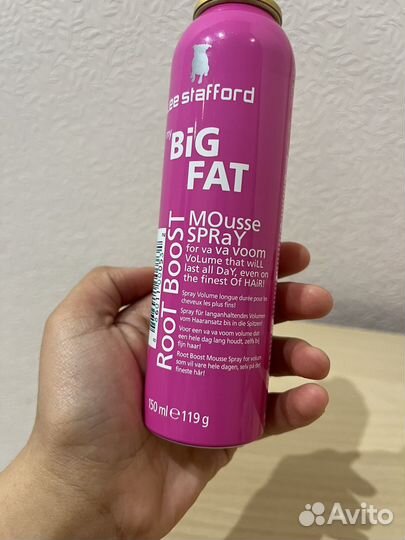 ee stafford
my
BiG
FAT
ROOT BOOST
MOusse
SPRaY
for va va voom
VoLume that wiLL
last all DaY, even on
the finest Of HAiR!
Spray Volume longue durée pour les
cheveux les plus fins!
Spray für langanhaltendes Volumen
vom Haaransatz bis in die Spitzen!
Voor een va va voom volume dat
een hele dag lang houdt, zelfs bij
fijn haar!
Root Boost Mousse Spray for volum
som vil vare hele dagen, selv på det
fineste hår!
150 ml e 119 g
Avito